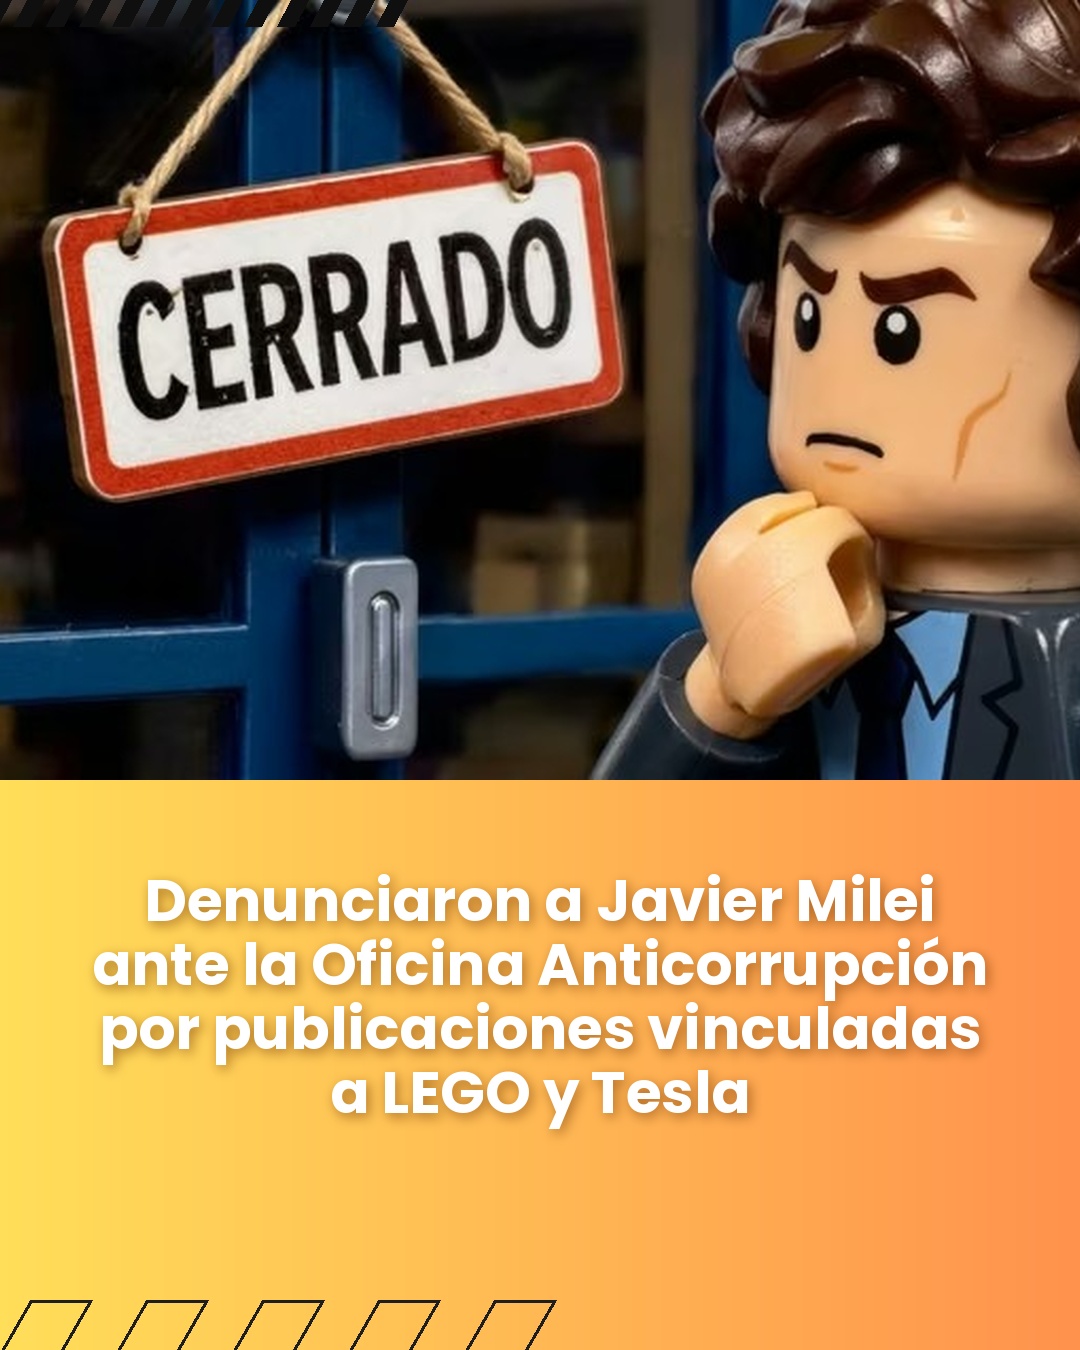 CERRADO
Denunciaron a Javier Milei
ante la Oficina Anticorrupción
por publicaciones vinculadas
a LEGO y Tesla